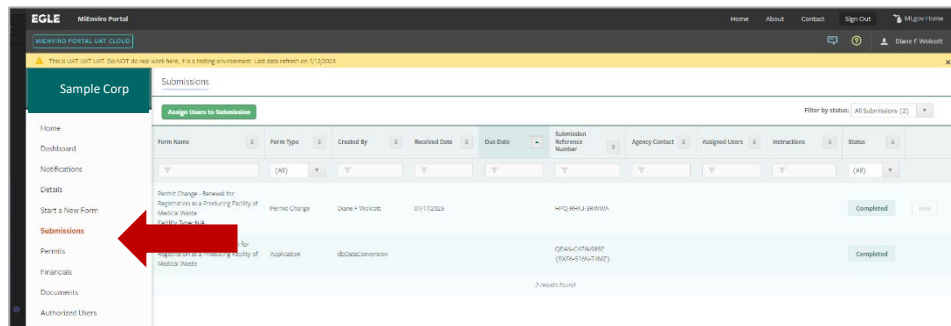 EGLE MiEnviro Portal Home About Contact Sign Out MI.gov Home
MIENVIRO PORTAL UAT CLOUD Diane F Wolcott
This is UAT UAT UAT. Do NOT do real work here, it is a testing environment. Last data refresh on 1/12/2023
Sample Corp
Submissions
Assign Users to Submission
Filter by status: All Submissions (2)
Home
Dashboard
Notifications
Details
Start a New Form
Submissions
Permits
Financials
Documents
Authorized Users
Form Name Form Type Created By Received Date Due Date Submission Reference Number Agency Contact Assigned Users Instructions Status
(All) (All)
Permit Change - Renewal for
Registration as a Producing Facility of
Medical Waste
Facility Type: N/A
Permit Change Diane F Wolcott 01/17/2023 Completed View
for
Registration as a Producing Facility of
Medical Waste
Application dbDataConversion Completed
2 results found